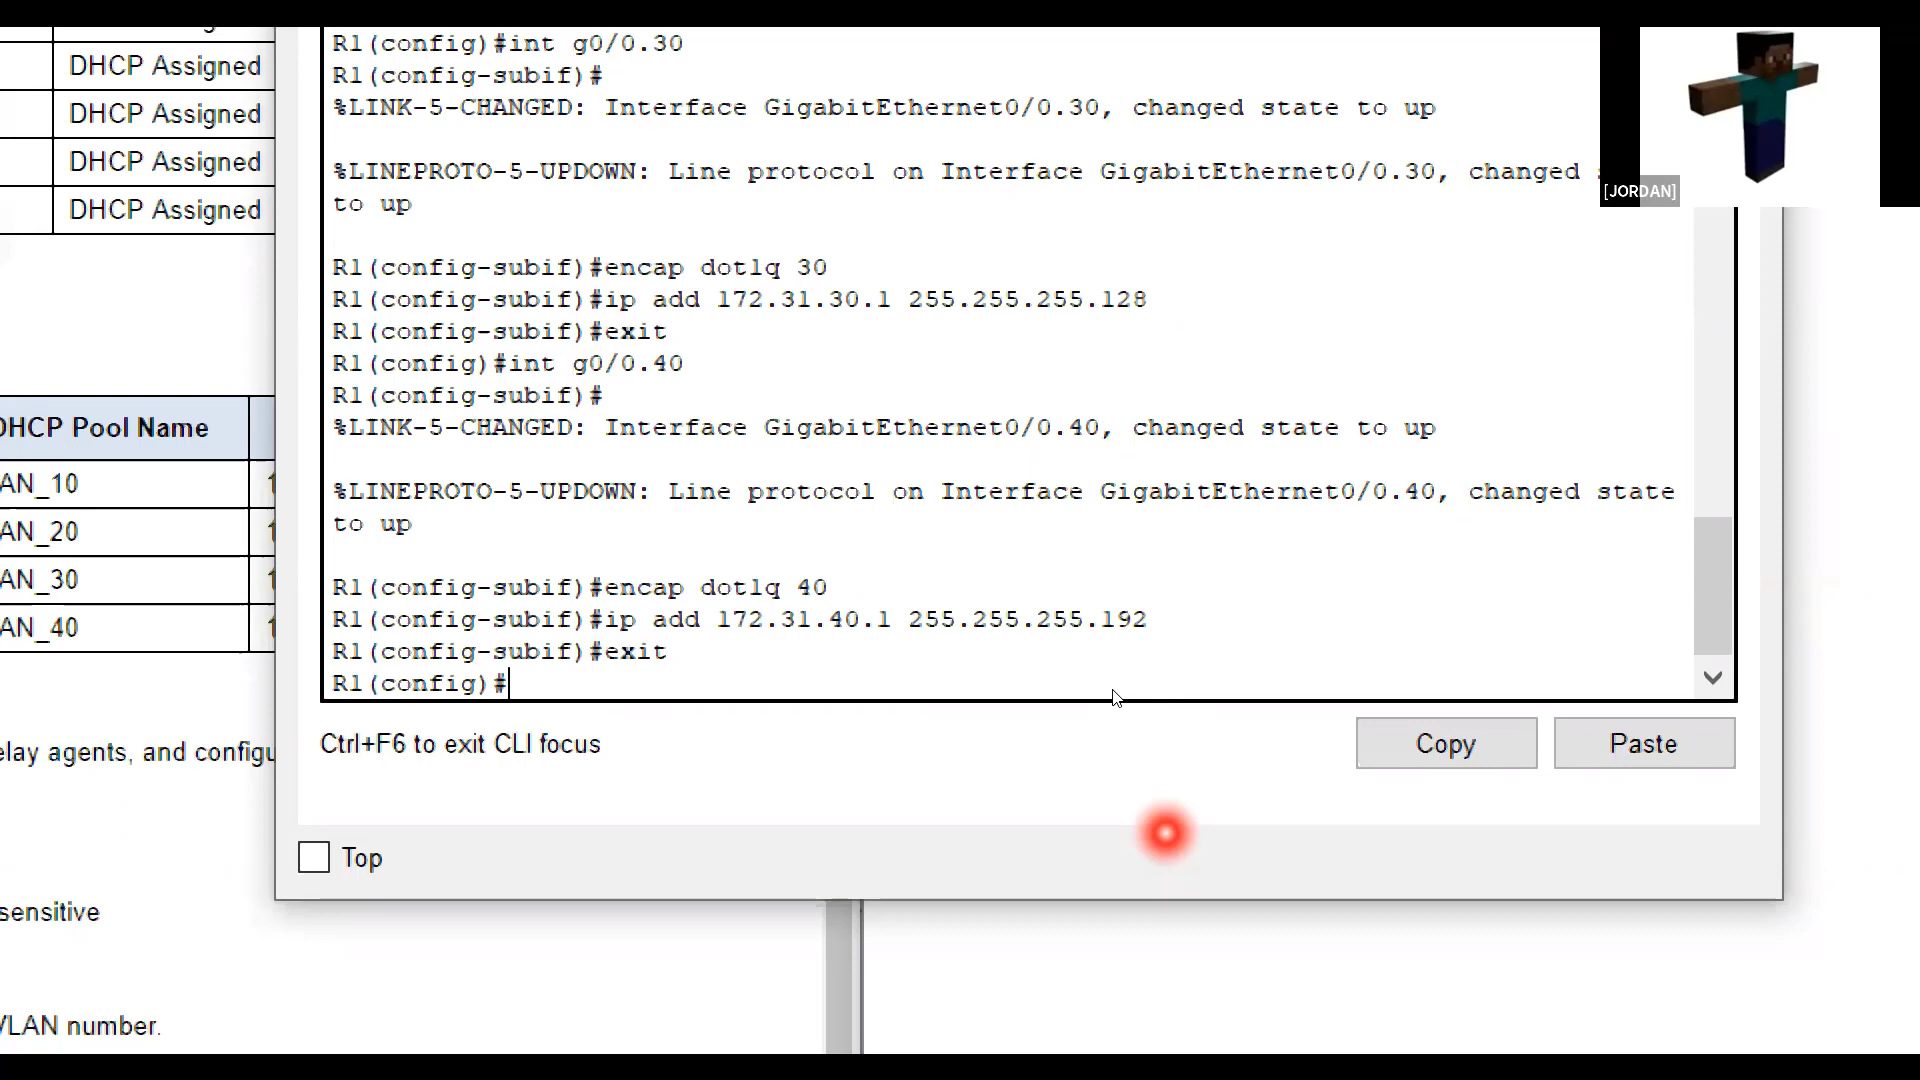 DHCP Assigned
DHCP Assigned
DHCP Assigned
DHCP Assigned
DHCP Pool Name
AN_10
AN_20
AN_30
AN_40
elay agents, and configu
sensitive
VLAN number.
R1(config)#int g0/0.30
R1(config-subif)#
%LINK-5-CHANGED: Interface GigabitEthernet0/0.30, changed state to up
%LINEPROTO-5-UPDOWN: Line protocol on Interface GigabitEthernet0/0.30, changed
to up
R1(config-subif)#encap dot1q 30
R1(config-subif)#ip add 172.31.30.1 255.255.255.128
R1(config-subif)#exit
R1(config)#int g0/0.40
R1(config-subif)#
%LINK-5-CHANGED: Interface GigabitEthernet0/0.40, changed state to up
%LINEPROTO-5-UPDOWN: Line protocol on Interface GigabitEthernet0/0.40, changed state
to up
R1(config-subif)#encap dot1q 40
R1(config-subif)#ip add 172.31.40.1 255.255.255.192
R1(config-subif)#exit
R1(config)#
Ctrl+F6 to exit CLI focus
Copy
Paste
Top
[JORDAN]